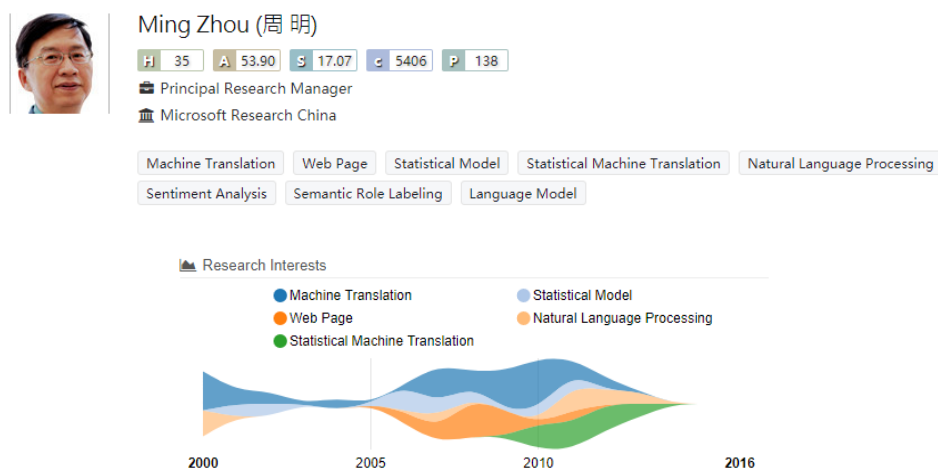 Ming Zhou (周 明)
H 35 A 53.90 S 17.07 c 5406 P 138
Principal Research Manager
Microsoft Research China
Machine Translation Web Page Statistical Model Statistical Machine Translation Natural Language Processing
Sentiment Analysis Semantic Role Labeling Language Model
Research Interests
Machine Translation Statistical Model
Web Page Natural Language Processing
Statistical Machine Translation
2000 2005 2010 2016